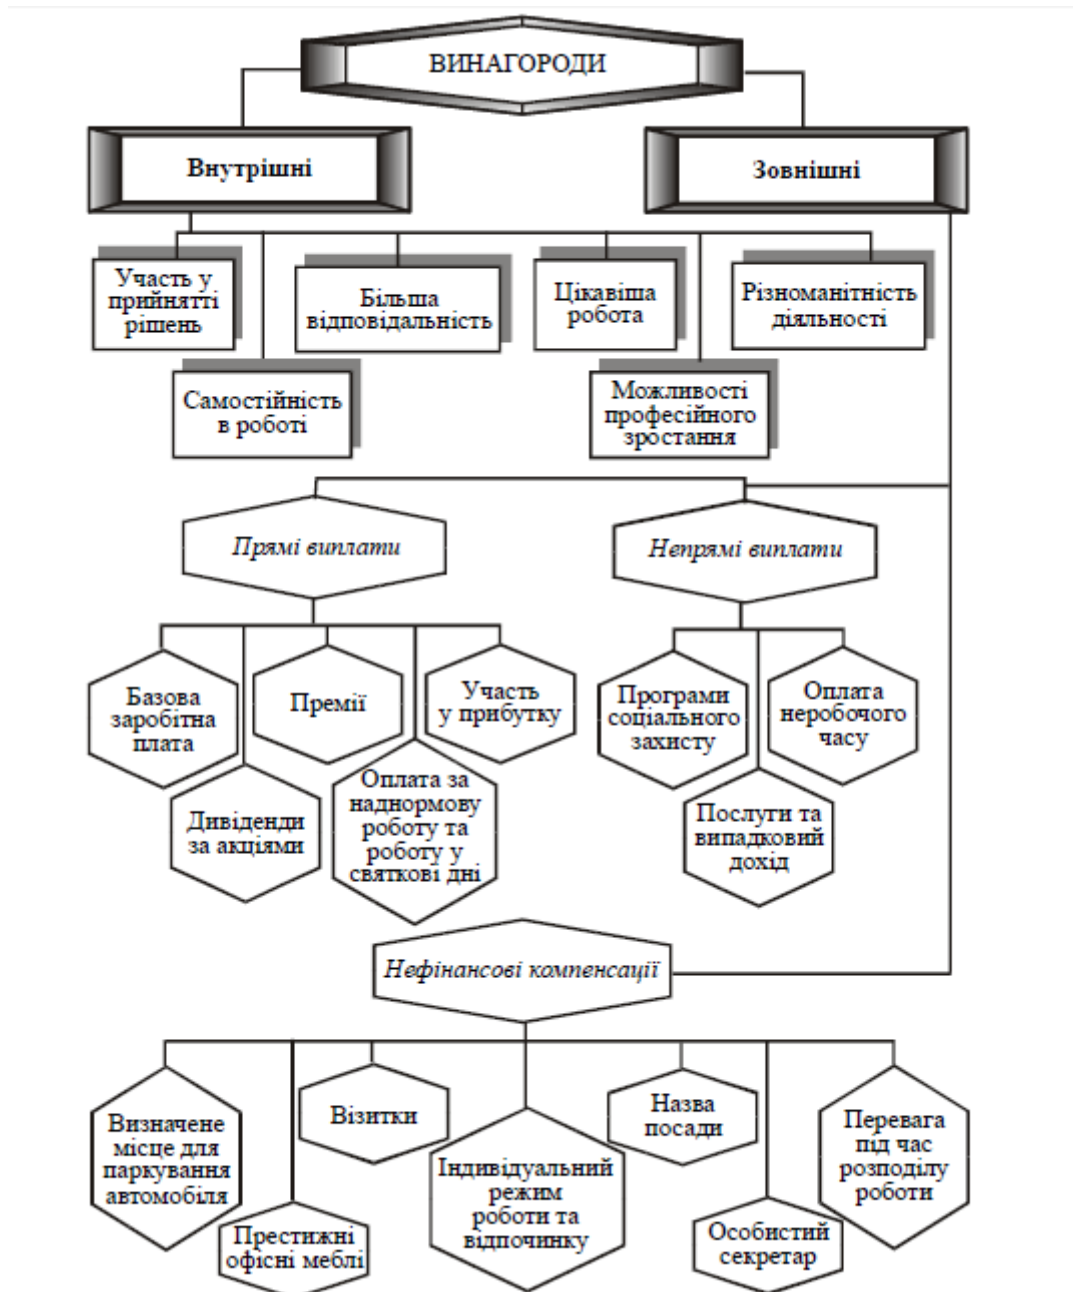 ВИНАГОРОДИ
Внутрішні
Зовнішні
Участь у
прийнятті
рішень
Більша
відповідальність
Цікавіша
робота
Різноманітність
діяльності
Самостійність
в роботі
Можливості
професійного
зростання
Прямі виплати
Непрямі виплати
Базова
заробітна
плата
Премії
Участь
у прибутку
Програми
соціального
захисту
Оплата
неробочого
часу
Дивіденди
за акціями
Оплата за
наднормову
роботу та
роботу у
святкові дні
Послуги та
випадковий
дохід
Нефінансові компенсації
Визначене
місце для
паркування
автомобіля
Візитки
Назва
посади
Перевага
під час
розподілу
роботи
Престижні
офісні меблі
Індивідуальний
режим
роботи та
відпочинку
Особистий
секретар